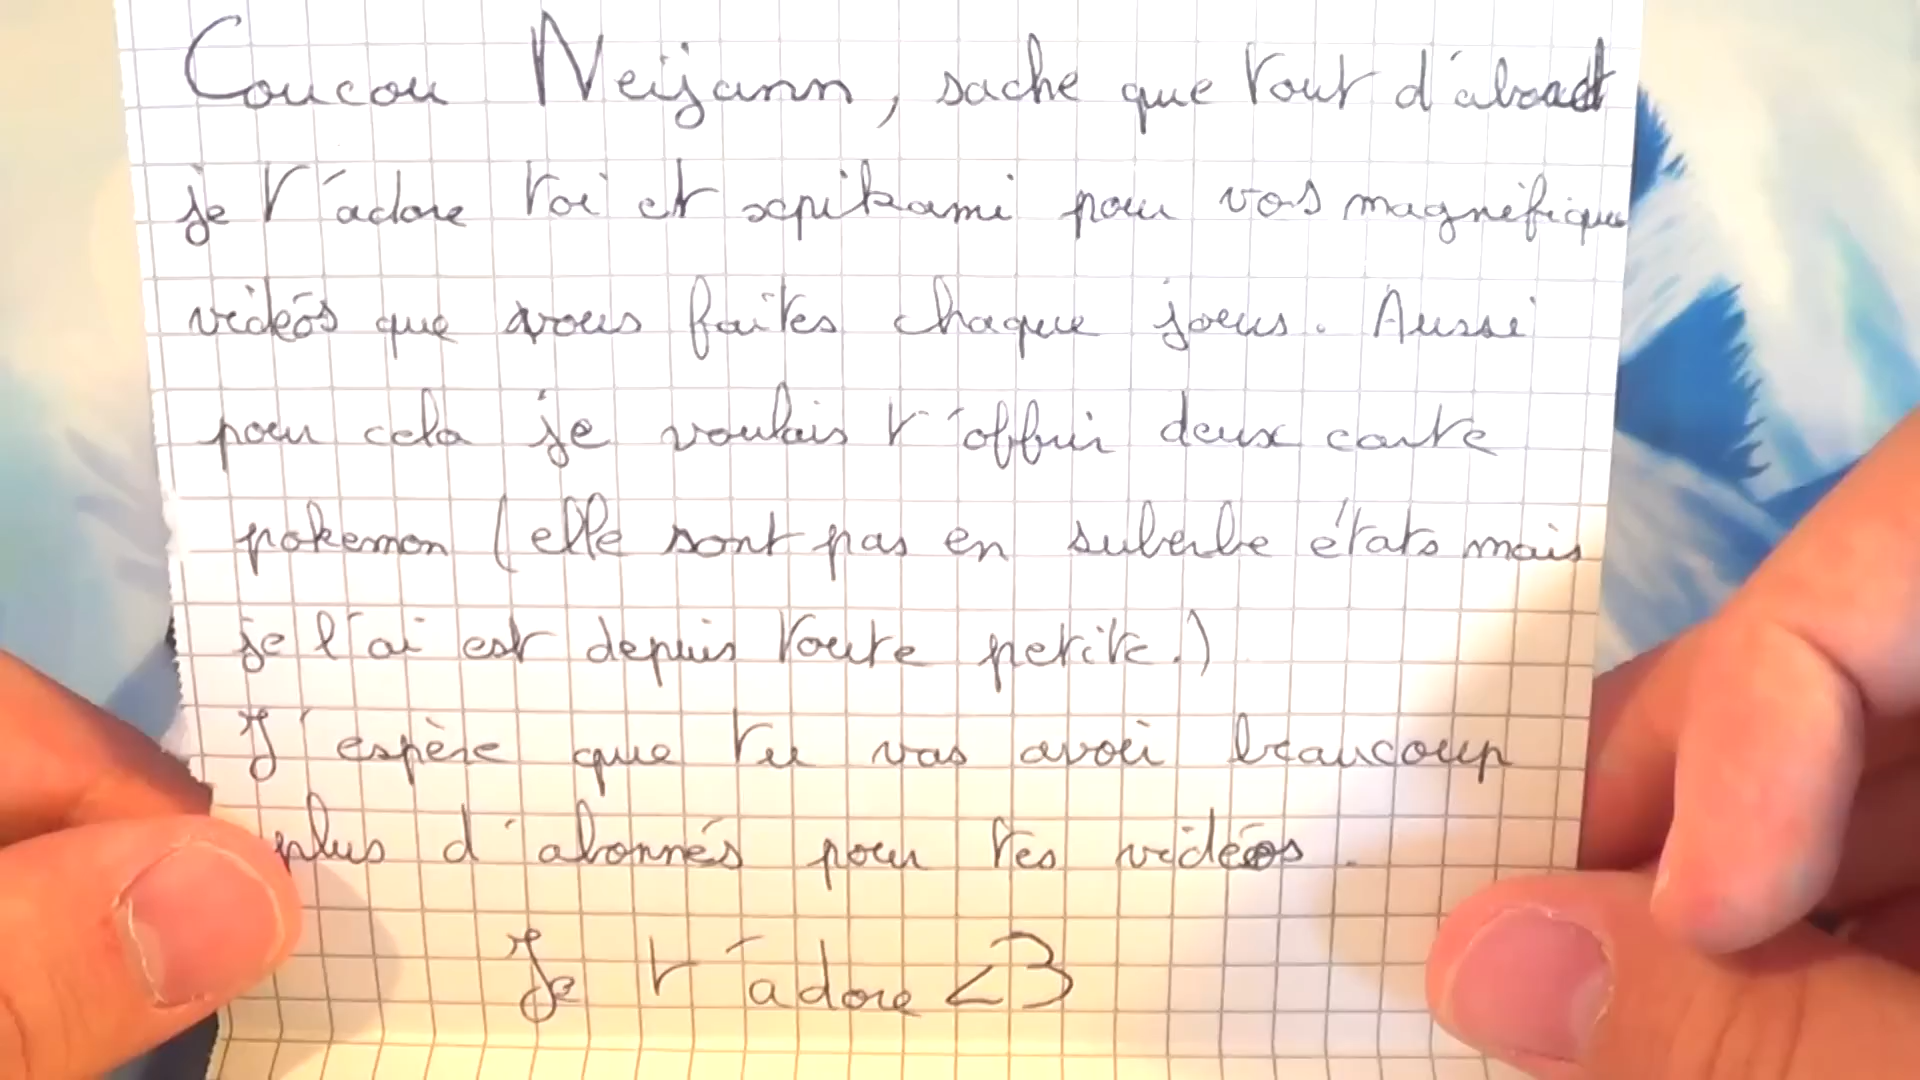 Coucou Neijann, sache que tout d'abord
je t'adore toi et xpikami pour vos magnifique
vidéos que vous faites chaque jours. Aussi
pour cela je voulais t'offrir deux carte
pokemon (elle sont pas en suberbe états mais
je l'ai est depuis toute petite.)
J'espère que tu vas avoir beaucoup
plus d'abonnés pour tes vidéos.
Je t'adore <3